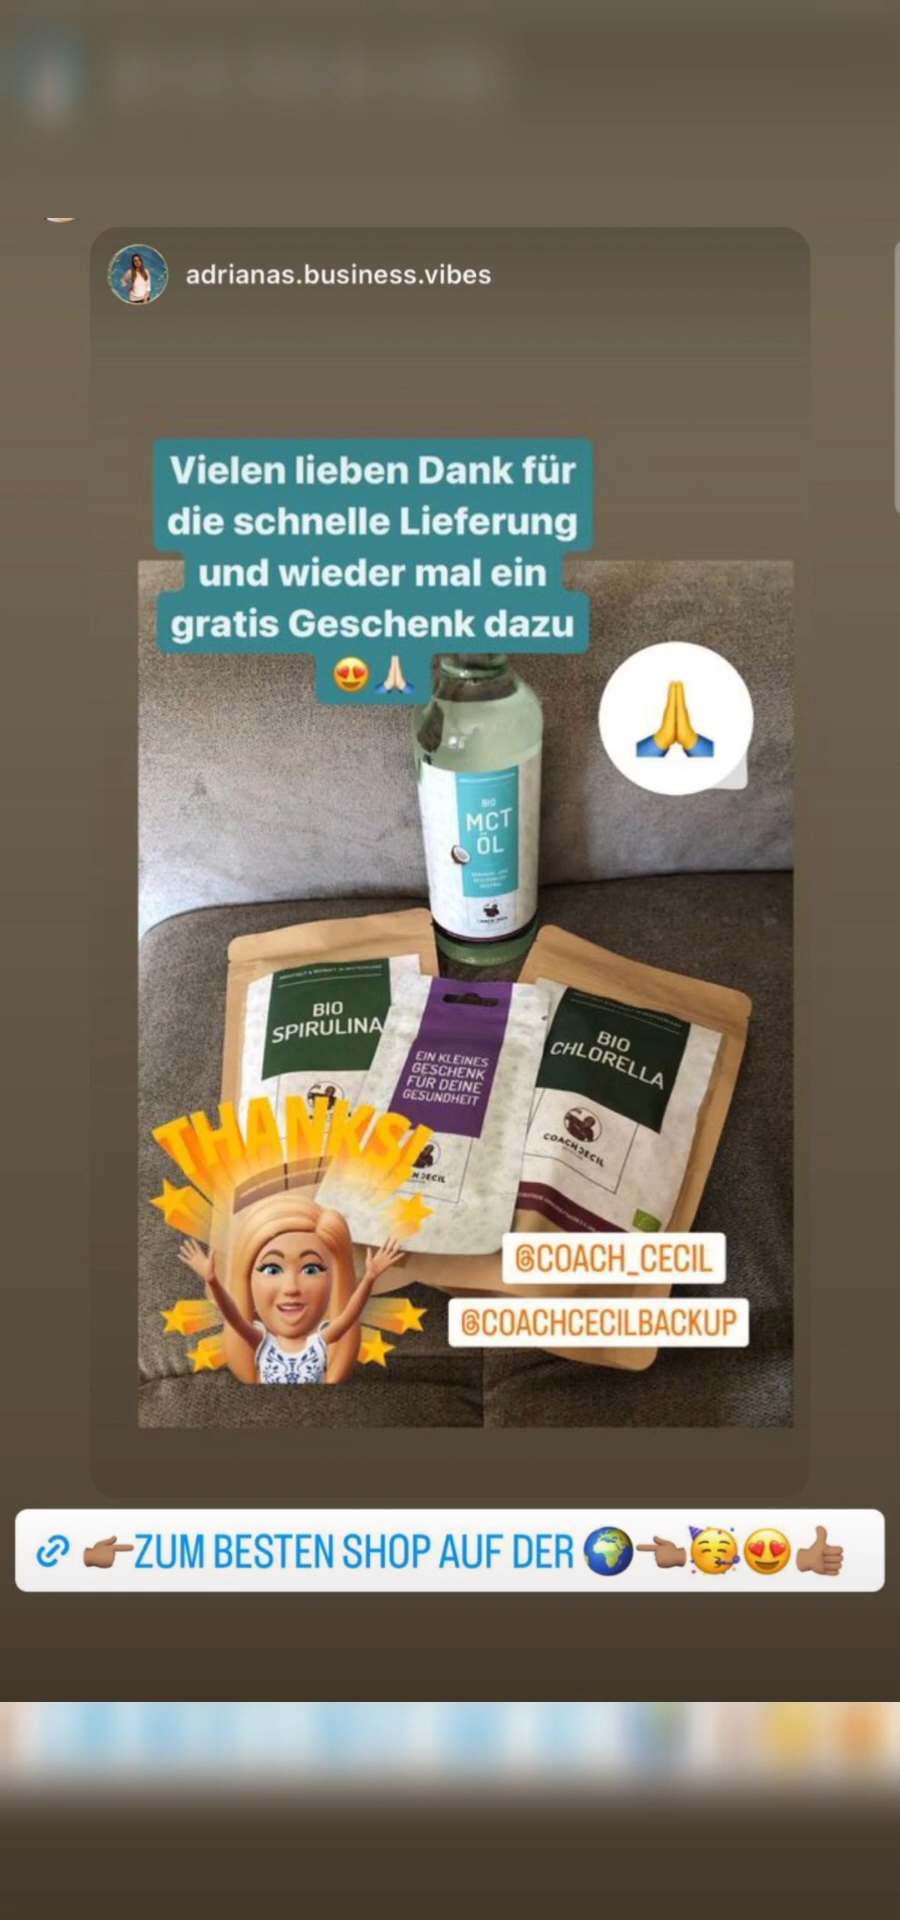 adrianas.business.vibes
Vielen lieben Dank für
die schnelle Lieferung
und wieder mal ein
gratis Geschenk dazu
😍🙏🏻
🙏
BIO
MCT
ÖL
BIO
SPIRULINA
EIN KLEINES
GESCHENK
FÜR DEINE
GESUNDHEIT
BIO
CHLORELLA
COACH CECIL
THANKS!
@COACH_CECIL
@COACHCECILBACKUP
👉🏽ZUM BESTEN SHOP AUF DER 🌍👈🏽🥳😍👍🏽